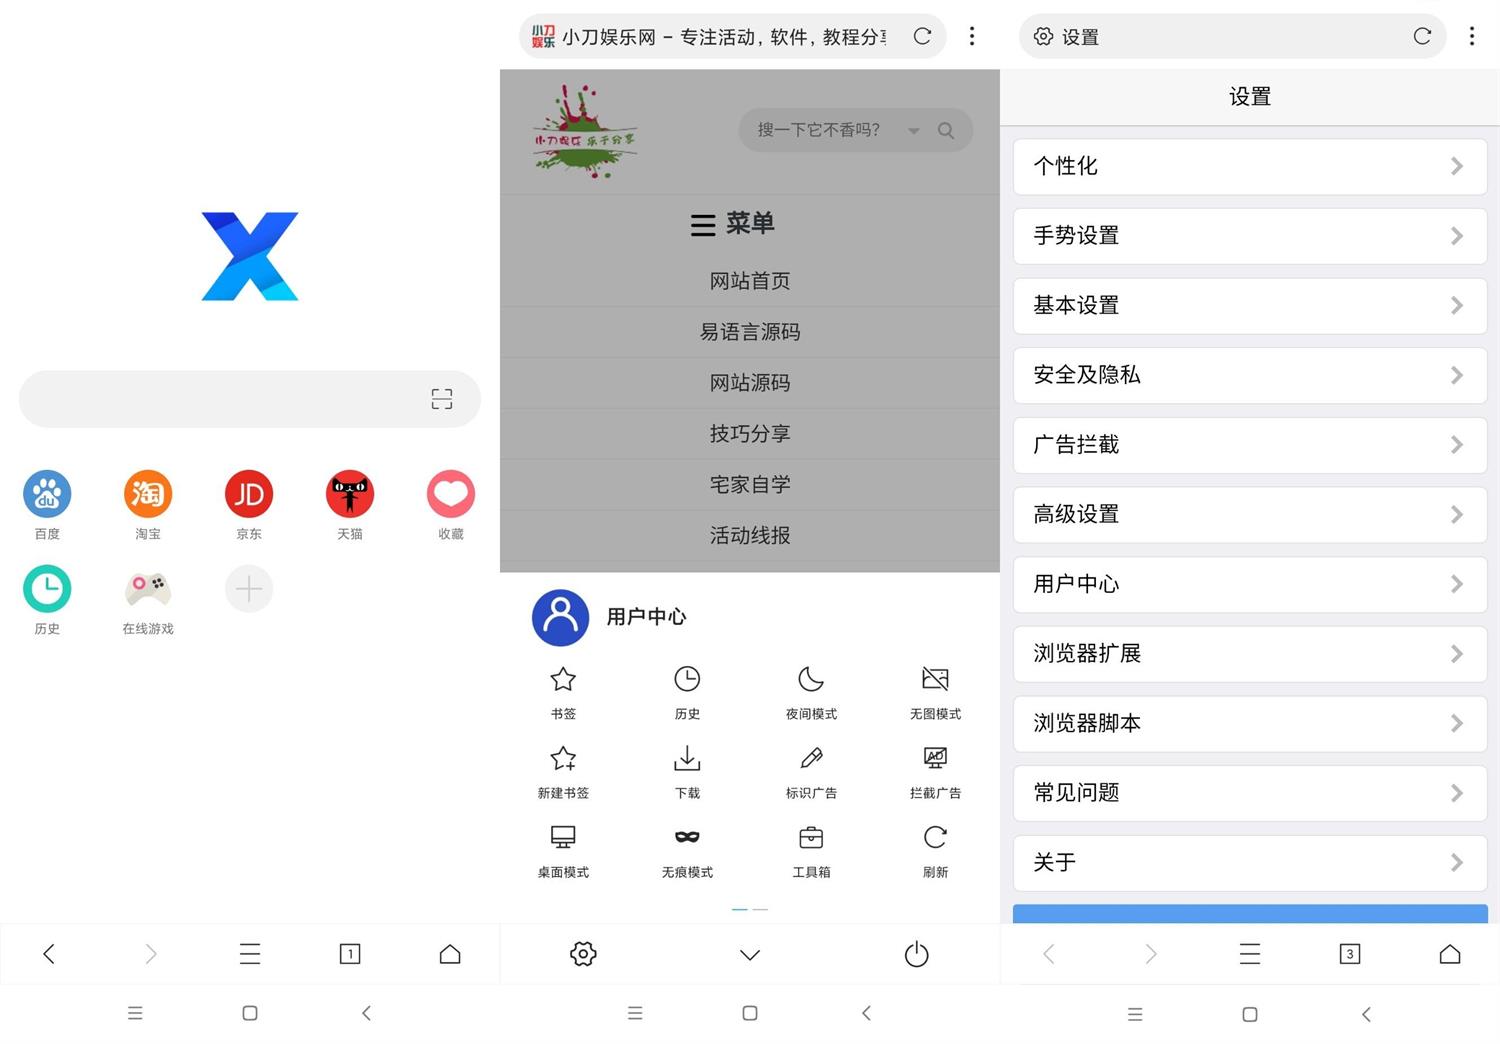 du
淘
JD
百度
淘宝
京东
天猫
收藏
历史
在线游戏
1
小刀娱乐
小刀娱乐网 – 专注活动, 软件, 教程分
小刀娱乐 乐于分享
搜一下它不香吗?
菜单
网站首页
易语言源码
网站源码
技巧分享
宅家自学
活动线报
用户中心
书签
历史
夜间模式
无图模式
AD
新建书签
下载
标识广告
拦截广告
桌面模式
无痕模式
工具箱
刷新
设置
设置
个性化
手势设置
基本设置
安全及隐私
广告拦截
高级设置
用户中心
浏览器扩展
浏览器脚本
常见问题
关于
3